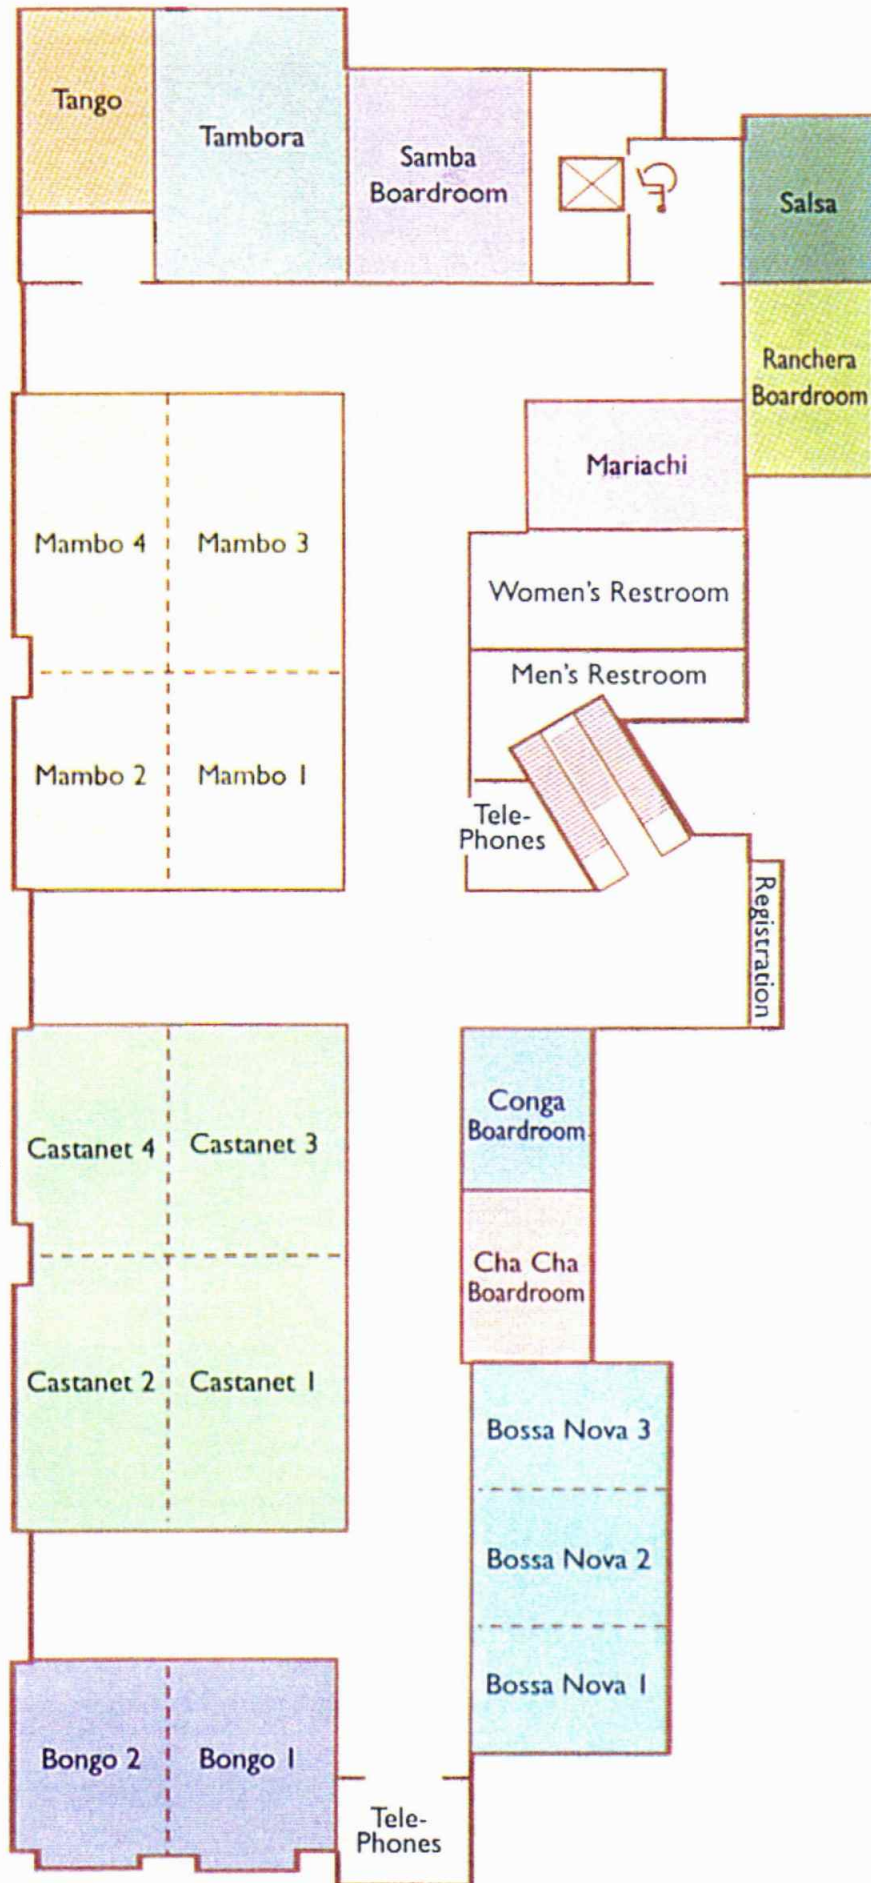 Tango
Tambora
Samba
Boardroom
Salsa
Ranchera
Boardroom
Mariachi
Mambo 4
Mambo 3
Women's Restroom
Men's Restroom
Mambo 2
Mambo 1
Tele-
Phones
Registration
Conga
Boardroom
Castanet 4
Castanet 3
Cha Cha
Boardroom
Castanet 2
Castanet 1
Bossa Nova 3
Bossa Nova 2
Bossa Nova 1
Bongo 2
Bongo 1
Tele-
Phones